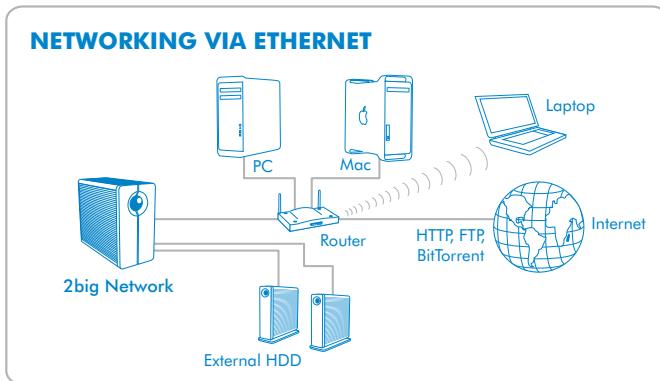 NETWORKING VIA ETHERNET
Laptop
PC
Mac
Router
HTTP, FTP,
BitTorrent
Internet
2big Network
External HDD